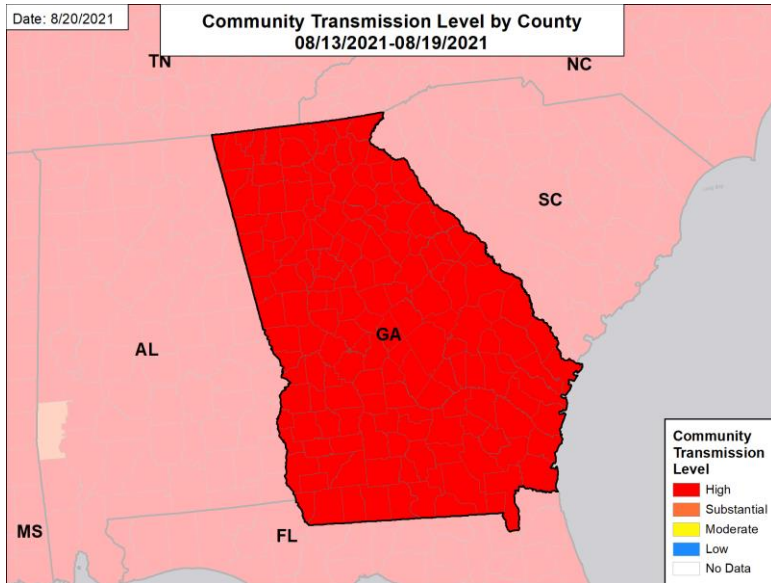 Date: 8/20/2021
Community Transmission Level by County
08/13/2021-08/19/2021
TN
NC
SC
GA
AL
MS
FL
Community
Transmission
Level
High
Substantial
Moderate
Low
No Data